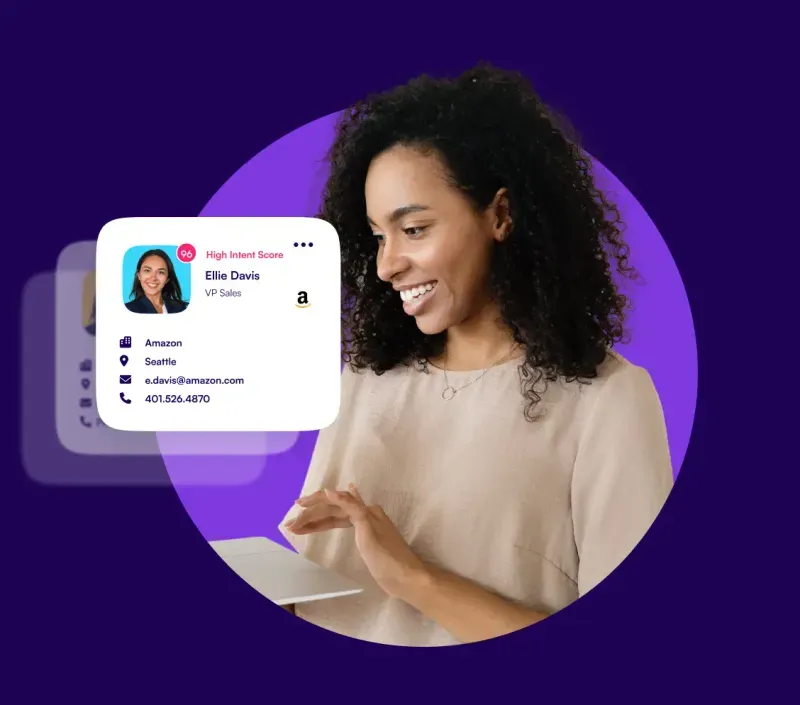 96
High Intent Score
Ellie Davis
VP Sales
a
Amazon
Seattle
e.davis@amazon.com
401.526.4870